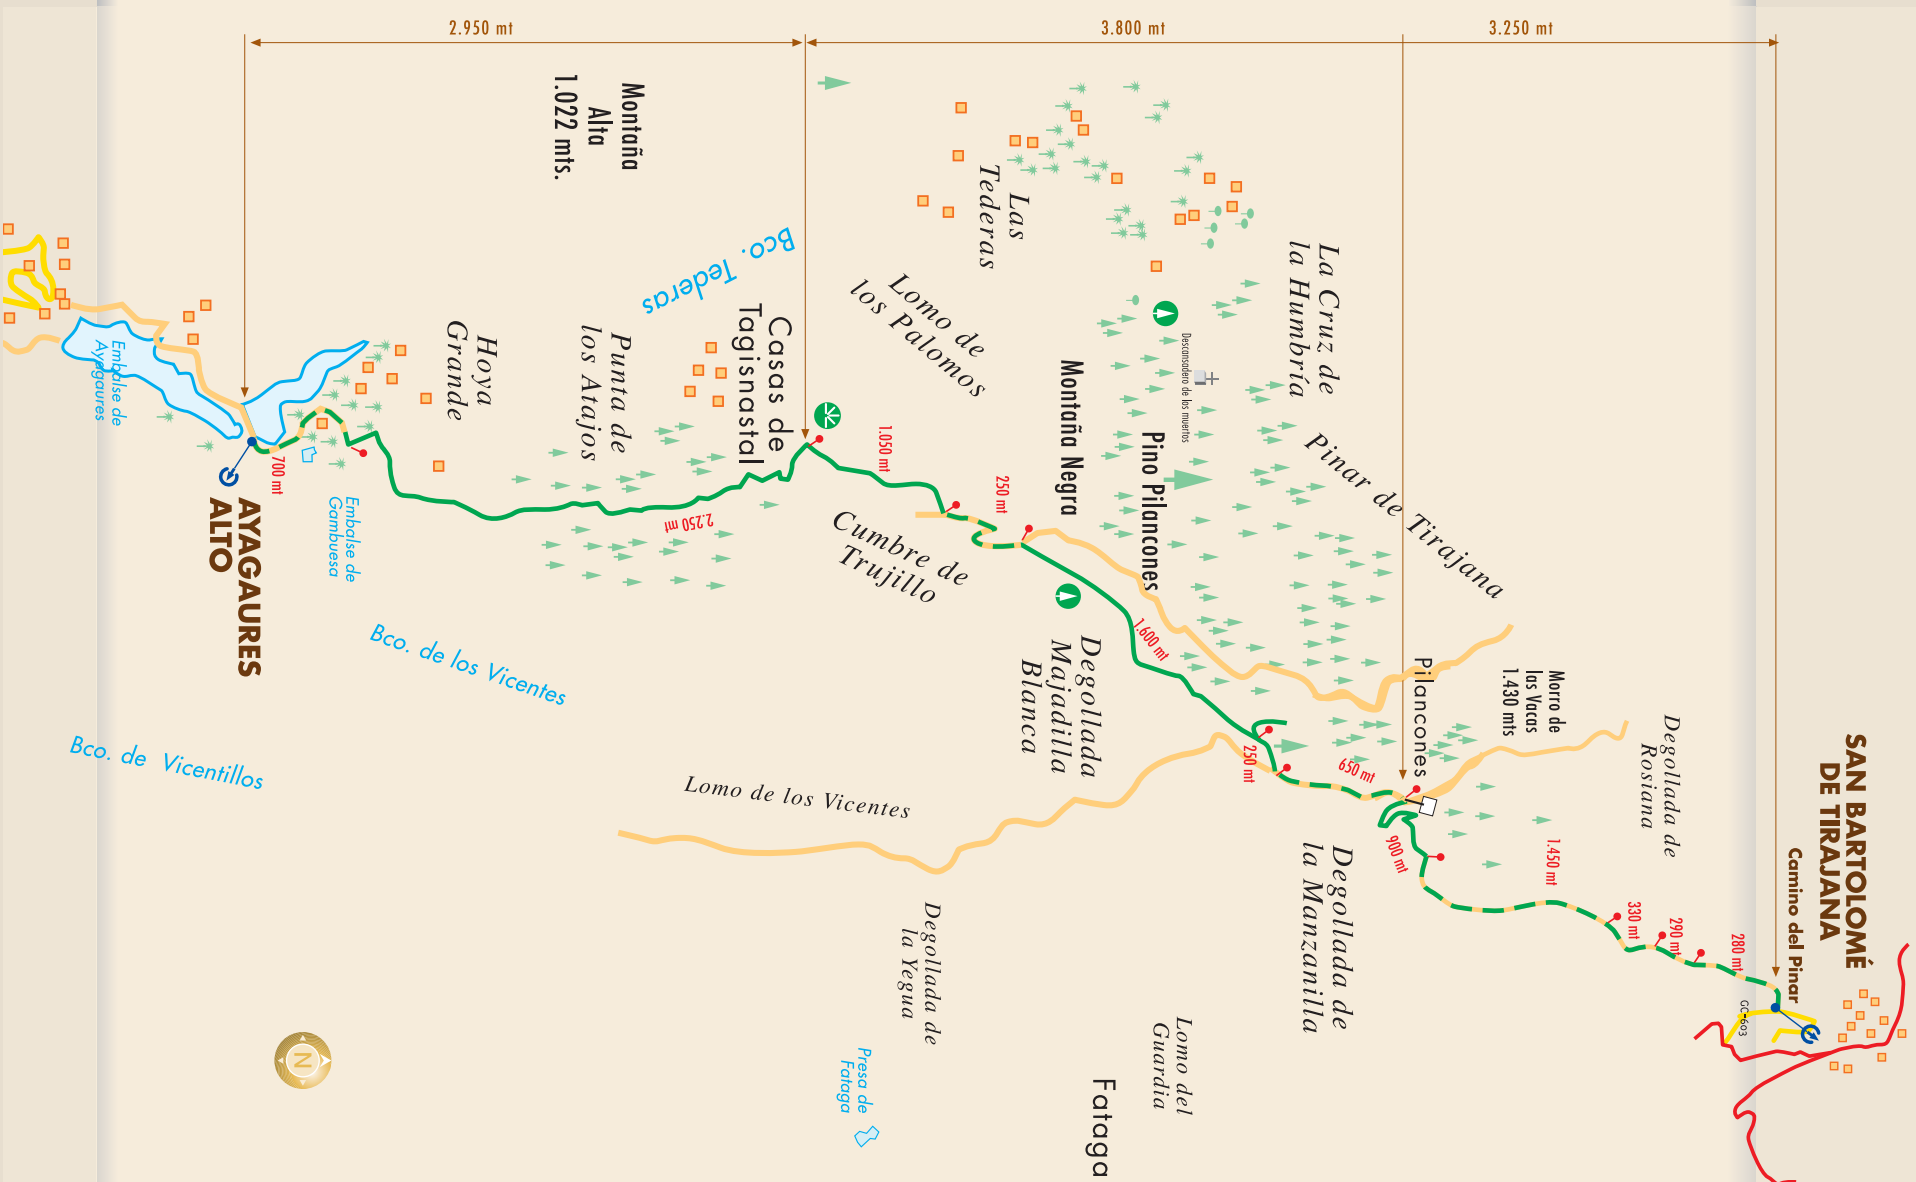 2.950 mt
3.800 mt
3.250 mt
Montaña
Alta
1.022 mts.
Bco. Tederas
Las
Tederas
La Cruz de
la Humbría
Lomo de
los Palomos
Descansadero de los muertos
Hoya
Grande
Punta de
los Atajos
Casas de
Tagisnastal
Montaña Negra
Pino Pilancones
Pinar de Tirajana
Embalse de
Ayagaures
700 mt
AYAGAURES
ALTO
Embalse de
Gambuesa
2.250 mt
1.050 mt
250 mt
Cumbre de
Trujillo
Bco. de los Vicentes
Bco. de Vicentillos
Degollada
Majadilla
Blanca
1.600 mt
250 mt
650 mt
Pilancones
Morro de
las Vacas
1.430 mts
Degollada de
Rosiana
SAN BARTOLOMÉ
DE TIRAJANA
Camino del Pinar
Lomo de los Vicentes
900 mt
1.450 mt
330 mt
290 mt
280 mt
GC-603
Degollada de
la Manzanilla
Degollada de
la Yegua
Lomo del
Guardia
Presa de
Fataga
Fataga
N